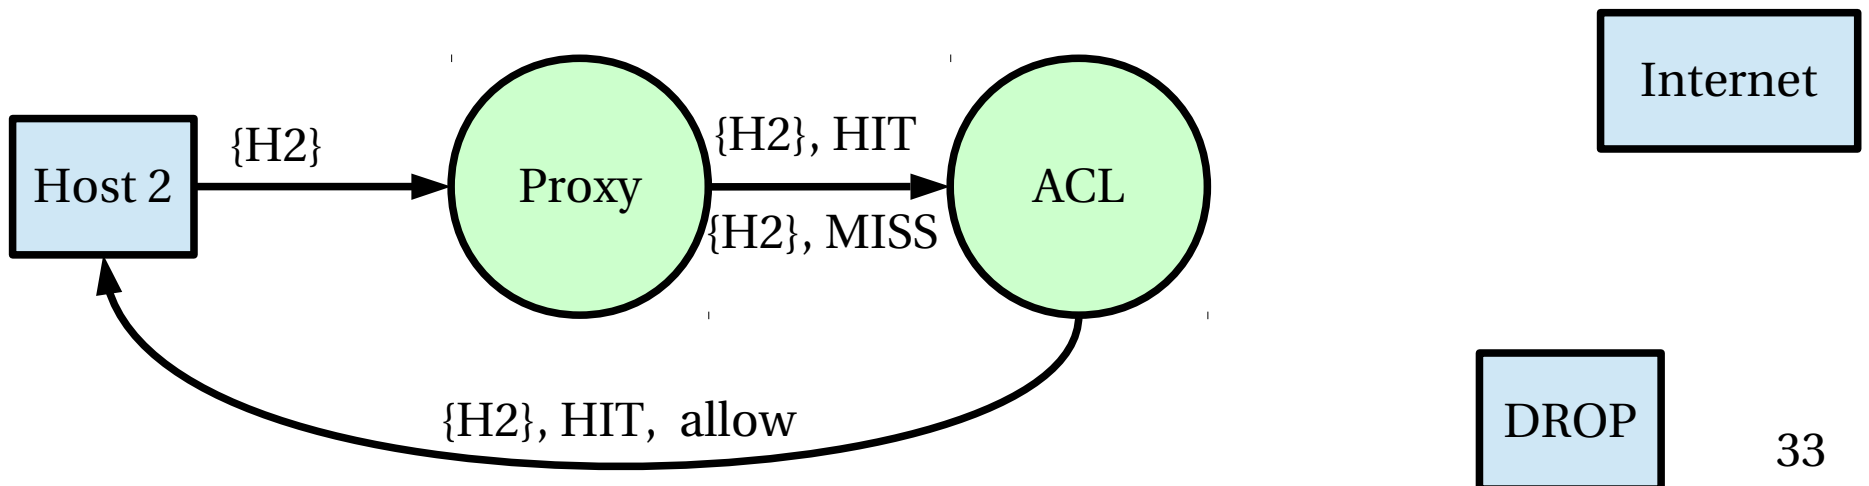 Internet
{H2}
{H2}, HIT
Host 2
Proxy
ACL
{H2}, MISS
{H2}, HIT, allow
DROP
33